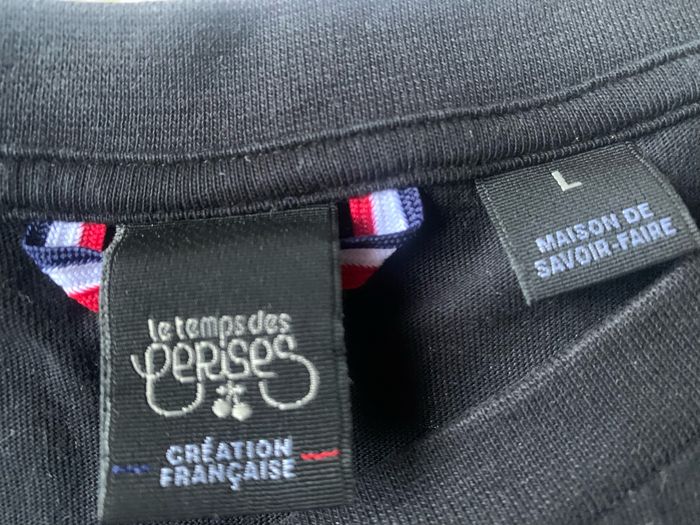 le temps des
cerises
CRÉATION
FRANÇAISE
L
MAISON DE
SAVOIR-FAIRE